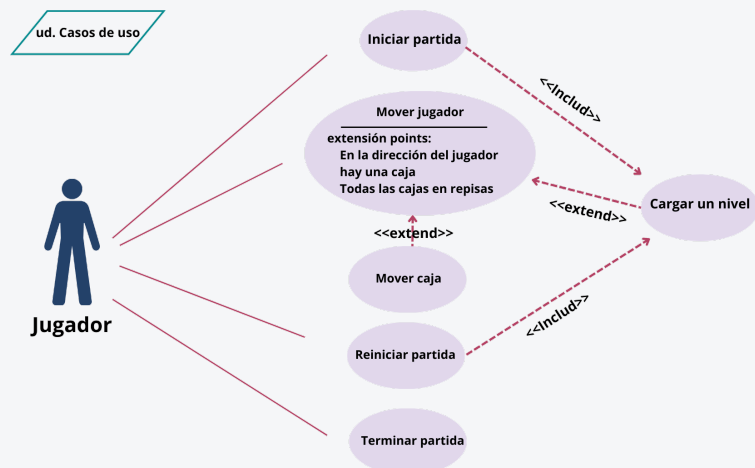 ud. Casos de uso
Iniciar partida
<<Includ>>
Mover jugador
extensión points:
En la dirección del jugador
hay una caja
Todas las cajas en repisas
Cargar un nivel
<<extend>>
<<extend>>
Mover caja
Jugador
<<Includ>>
Reiniciar partida
Terminar partida